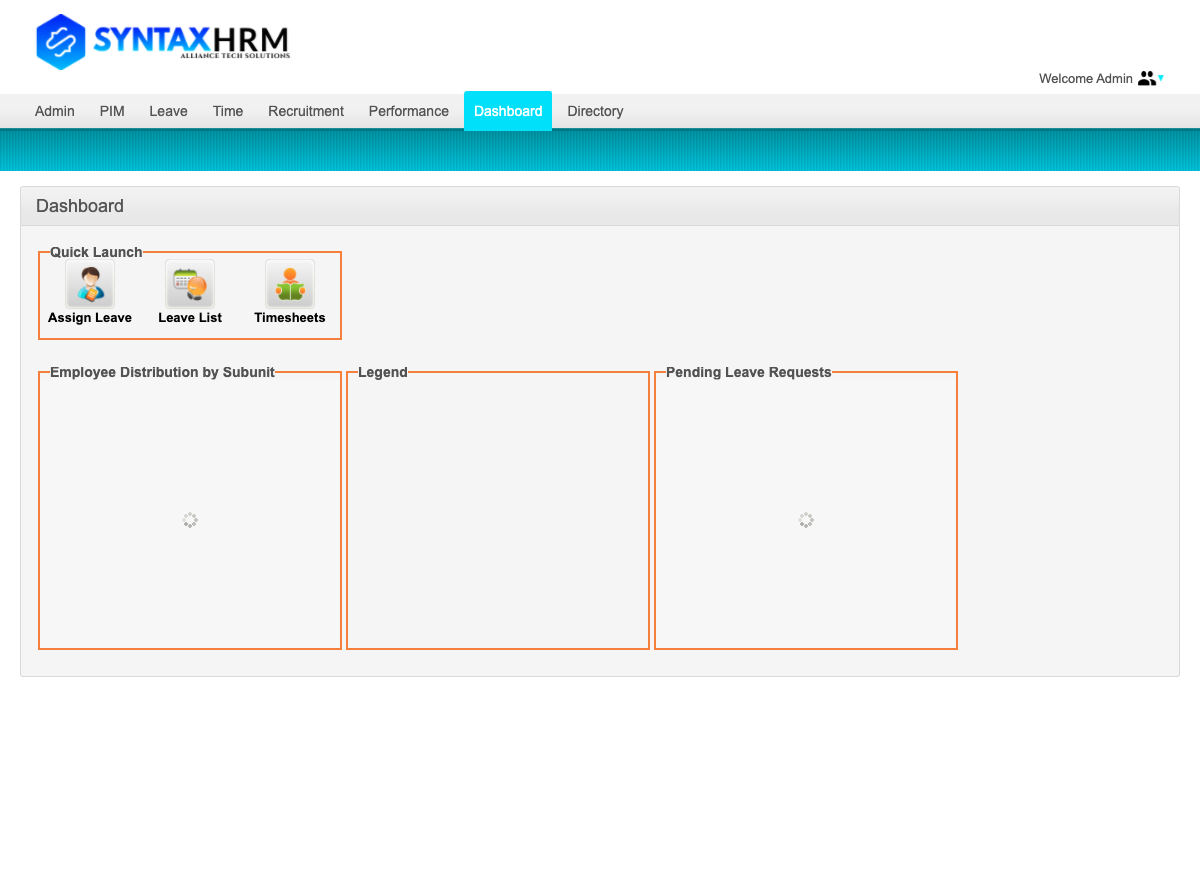 SYNTAXHRM
ALLIANCE TECH SOLUTIONS
Welcome Admin
Admin PIM Leave Time Recruitment Performance Dashboard Directory
Dashboard
Quick Launch
Assign Leave Leave List Timesheets
Employee Distribution by Subunit Legend Pending Leave Requests